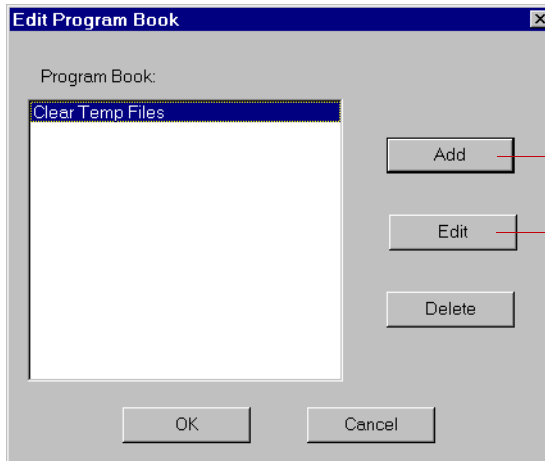 Edit Program Book
Program Book:
Clear Temp Files
Add
Edit
Delete
OK
Cancel